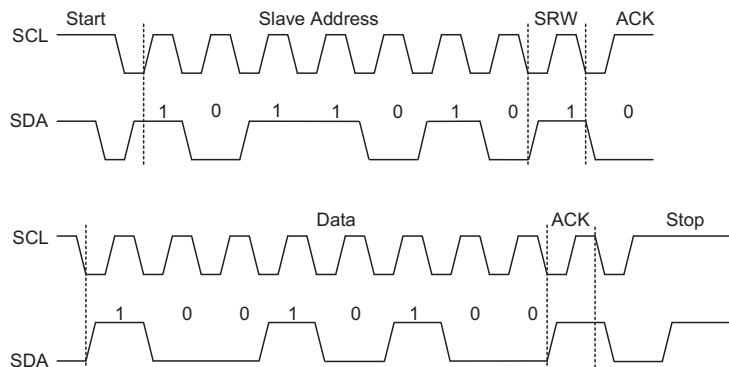 Start Slave Address SRW ACK
SCL
1 0 1 1 0 1 0 1 0
SDA
Data ACK Stop
SCL
1 0 0 1 0 1 0 0
SDA